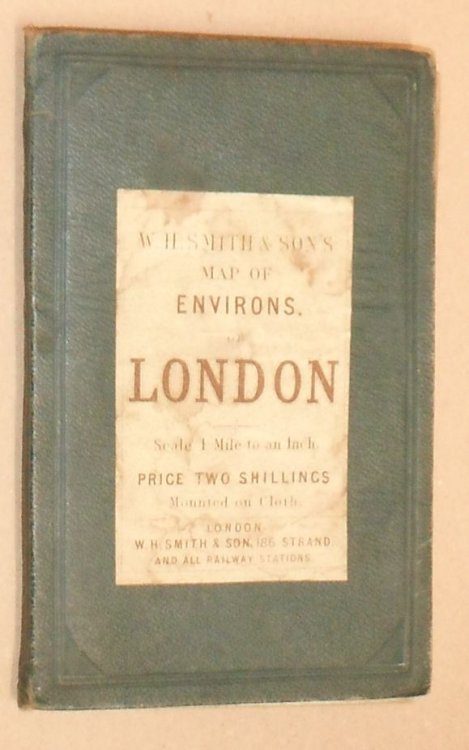 W. H. SMITH & SON'S
MAP OF
ENVIRONS.
OF
LONDON
Scale 1 Mile to an Inch.
PRICE TWO SHILLINGS
Mounted on Cloth.
LONDON
W. H. SMITH & SON, 186 STRAND
AND ALL RAILWAY STATIONS.